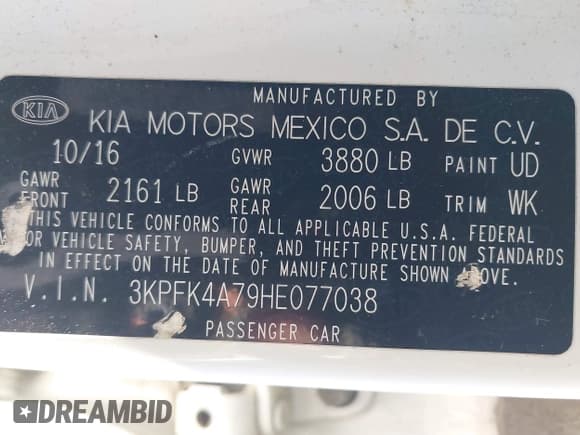 MANUFACTURED BY
KIA KIA MOTORS MEXICO S.A. DE C.V.
10/16 GVWR 3880 LB PAINT UD
GAWR FRONT 2161 LB GAWR REAR 2006 LB TRIM WK
THIS VEHICLE CONFORMS TO ALL APPLICABLE U.S.A. FEDERAL
MOTOR VEHICLE SAFETY, BUMPER, AND THEFT PREVENTION STANDARDS
IN EFFECT ON THE DATE OF MANUFACTURE SHOWN ABOVE.
V.I.N. 3KPFK4A79HE077038
PASSENGER CAR
DREAMBID